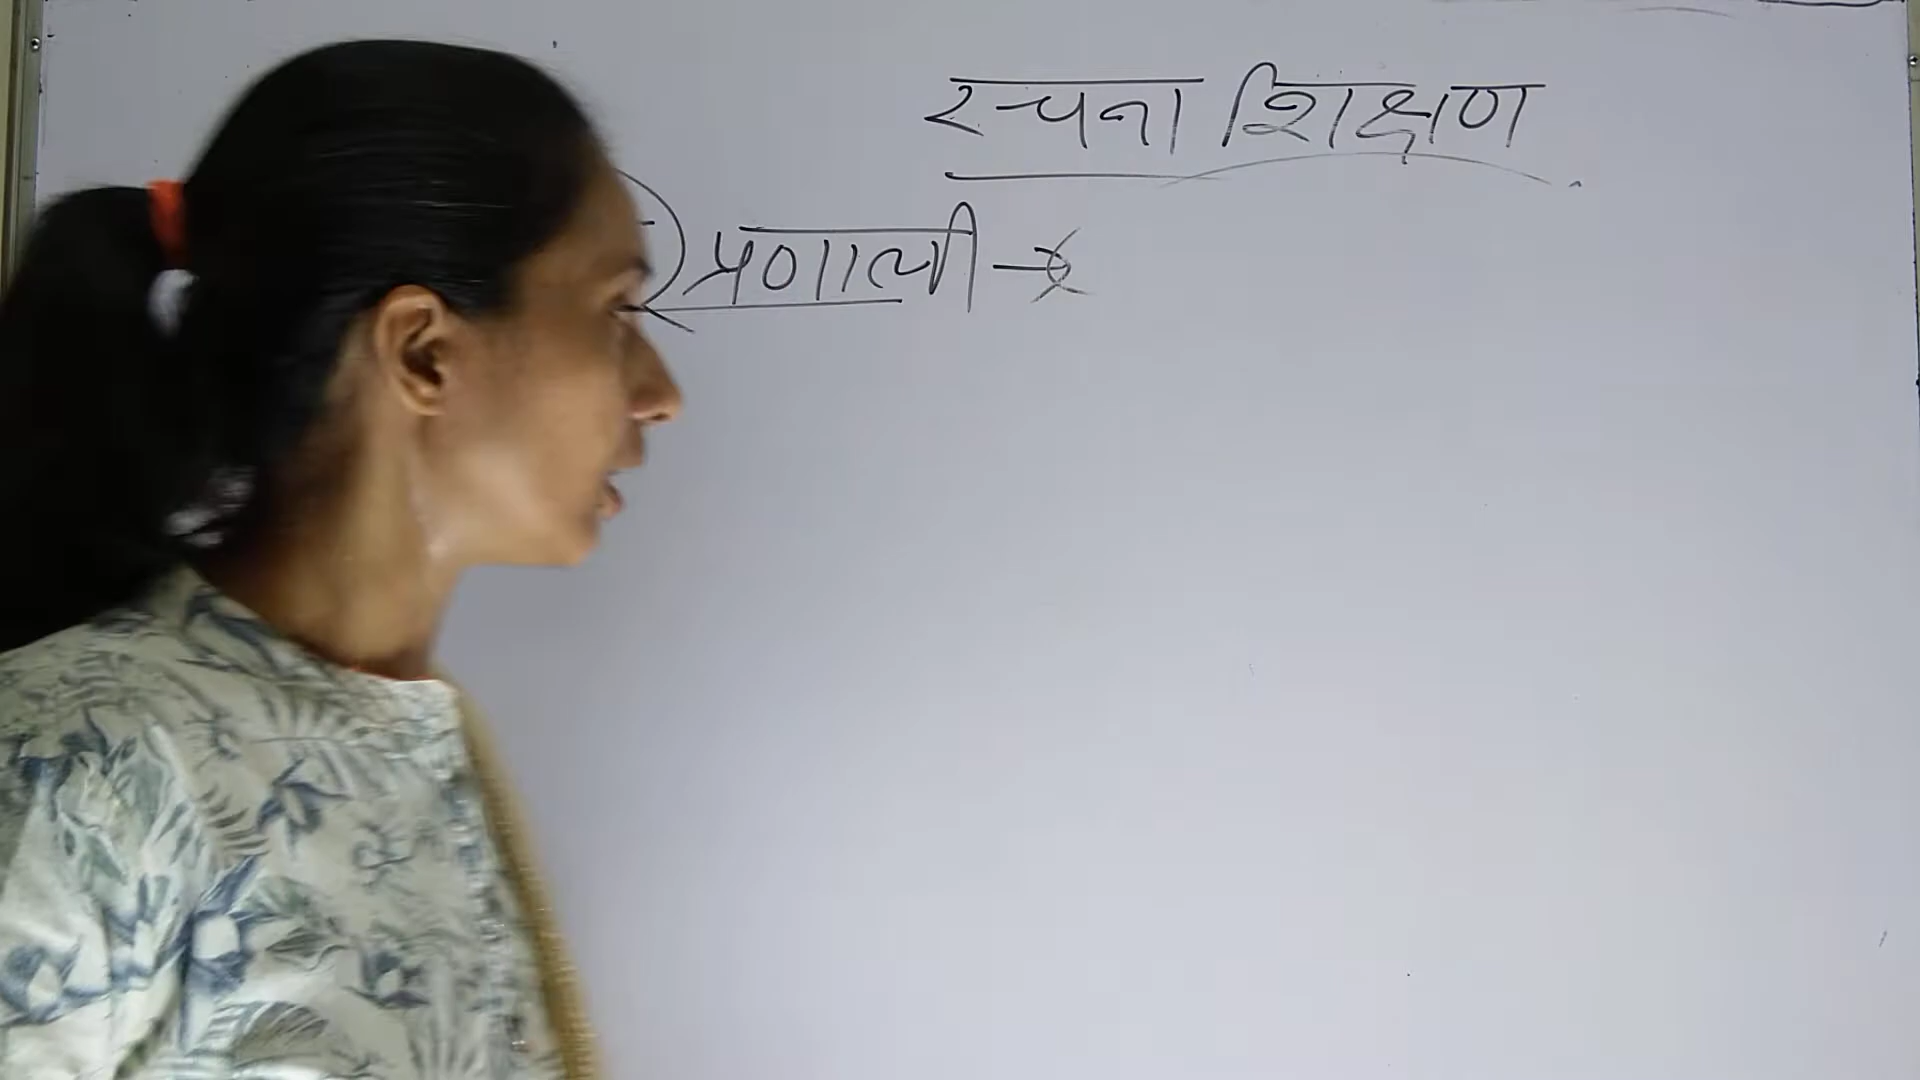 रचना शिक्षण
प्रणाली →